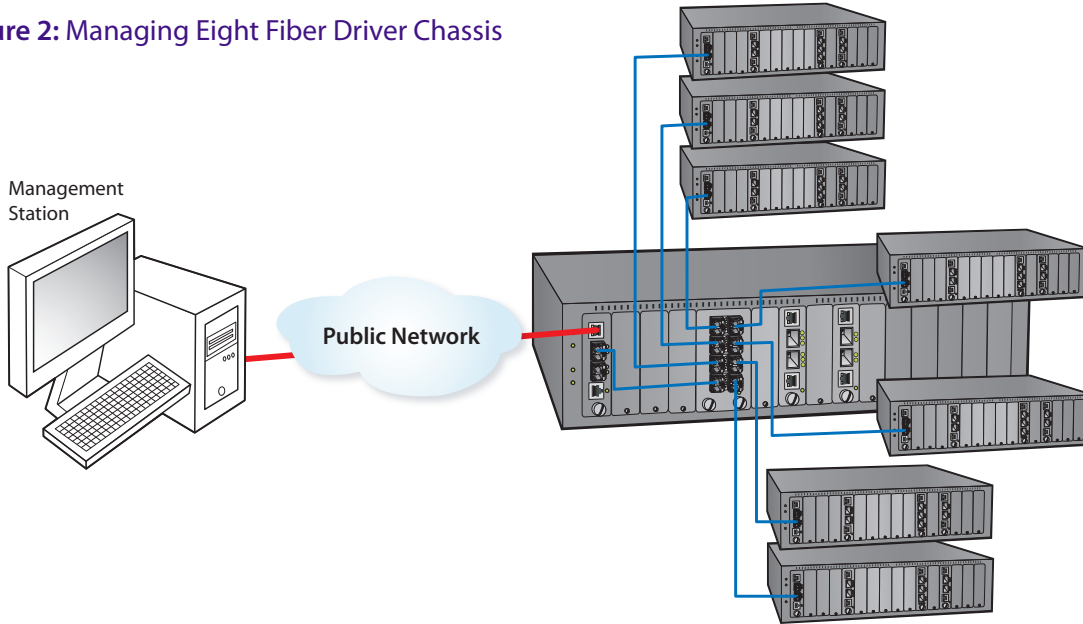 ure 2: Managing Eight Fiber Driver Chassis
Management
Station
Public Network